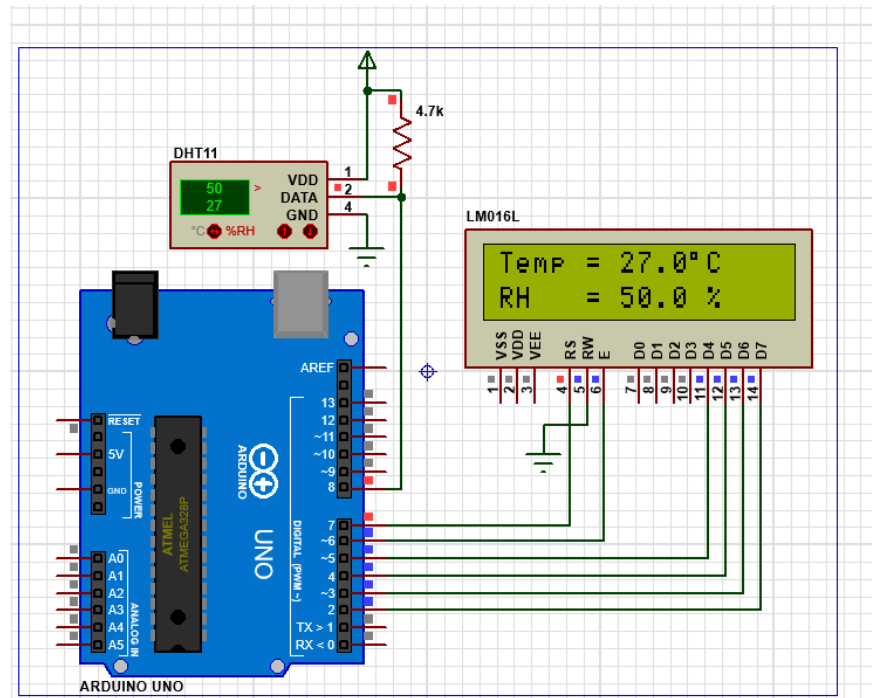 4.7k
DHT11
50
27
>
VDD 1
DATA 2
GND 4
°C %RH
LM016L
Temp = 27.0°C
RH = 50.0 %
VSS VDD VEE RS RW E D0 D1 D2 D3 D4 D5 D6 D7
1 2 3 4 5 6 7 8 9 10 11 12 13 14
AREF
13
RESET
12
~11
5V
~10
~9
GND
8
POWER
ARDUINO
ATMEL
ATMEGA328P
UNO
DIGITAL (PWM ~)
7
~6
~5
4
~3
2
TX > 1
RX < 0
A0
A1
A2
A3
A4
A5
ANALOG IN
ARDUINO UNO